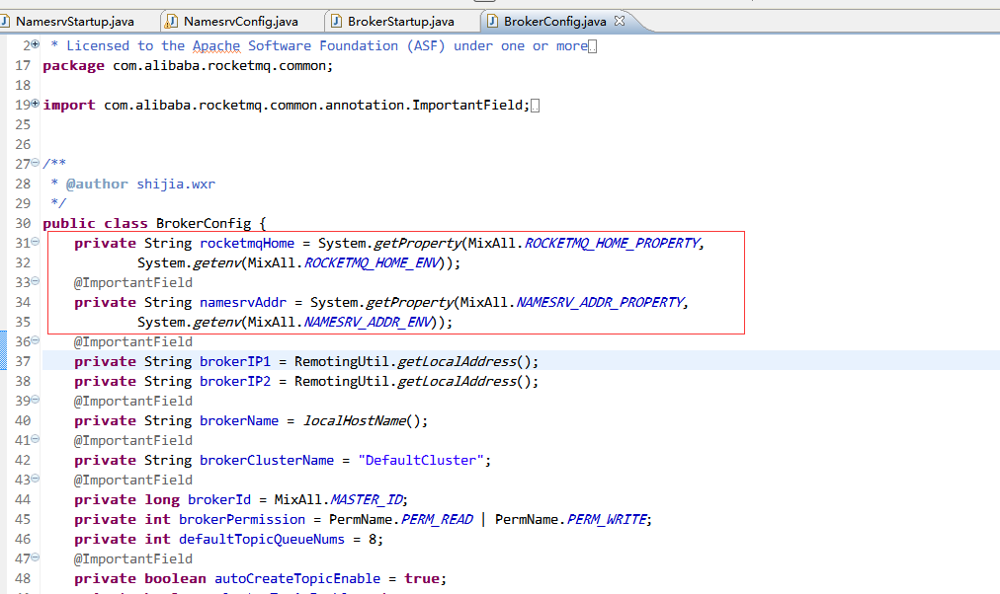 NamesrvStartup.java NamesrvConfig.java BrokerStartup.java BrokerConfig.java
2 * Licensed to the Apache Software Foundation (ASF) under one or more
17 package com.alibaba.rocketmq.common;
18
19 import com.alibaba.rocketmq.common.annotation.ImportantField;
25
26
27 /**
28 * @author shijia.wxr
29 */
30 public class BrokerConfig {
31 private String rocketmqHome = System.getProperty(MixAll.ROCKETMQ_HOME_PROPERTY,
32 System.getenv(MixAll.ROCKETMQ_HOME_ENV));
33 @ImportantField
34 private String namesrvAddr = System.getProperty(MixAll.NAMESRV_ADDR_PROPERTY,
35 System.getenv(MixAll.NAMESRV_ADDR_ENV));
36 @ImportantField
37 private String brokerIP1 = RemotingUtil.getLocalAddress();
38 private String brokerIP2 = RemotingUtil.getLocalAddress();
39 @ImportantField
40 private String brokerName = localHostName();
41 @ImportantField
42 private String brokerClusterName = "DefaultCluster";
43 @ImportantField
44 private long brokerId = MixAll.MASTER_ID;
45 private int brokerPermission = PermName.PERM_READ | PermName.PERM_WRITE;
46 private int defaultTopicQueueNums = 8;
47 @ImportantField
48 private boolean autoCreateTopicEnable = true;